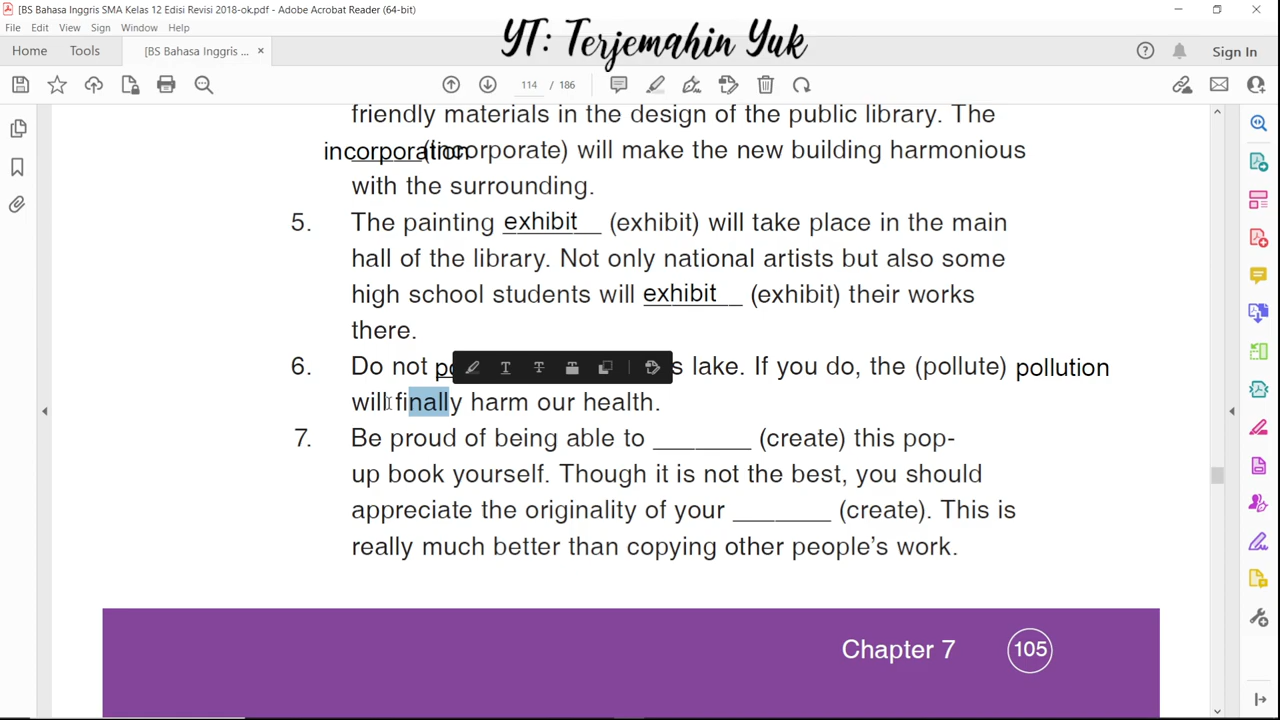 [BS Bahasa Inggris SMA Kelas 12 Edisi Revisi 2018-ok.pdf - Adobe Acrobat Reader (64-bit)
YT: Terjemahin Yuk
File Edit View Sign Window Help
Home Tools [BS Bahasa Inggris ... × Sign In
114 / 186
friendly materials in the design of the public library. The
incorporation (incorporate) will make the new building harmonious
with the surrounding.
5. The painting exhibit (exhibit) will take place in the main
hall of the library. Not only national artists but also some
high school students will exhibit (exhibit) their works
there.
6. Do not lake. If you do, the (pollute) pollution
will finally harm our health.
7. Be proud of being able to _______ (create) this pop-
up book yourself. Though it is not the best, you should
appreciate the originality of your _______ (create). This is
really much better than copying other people's work.
Chapter 7 105